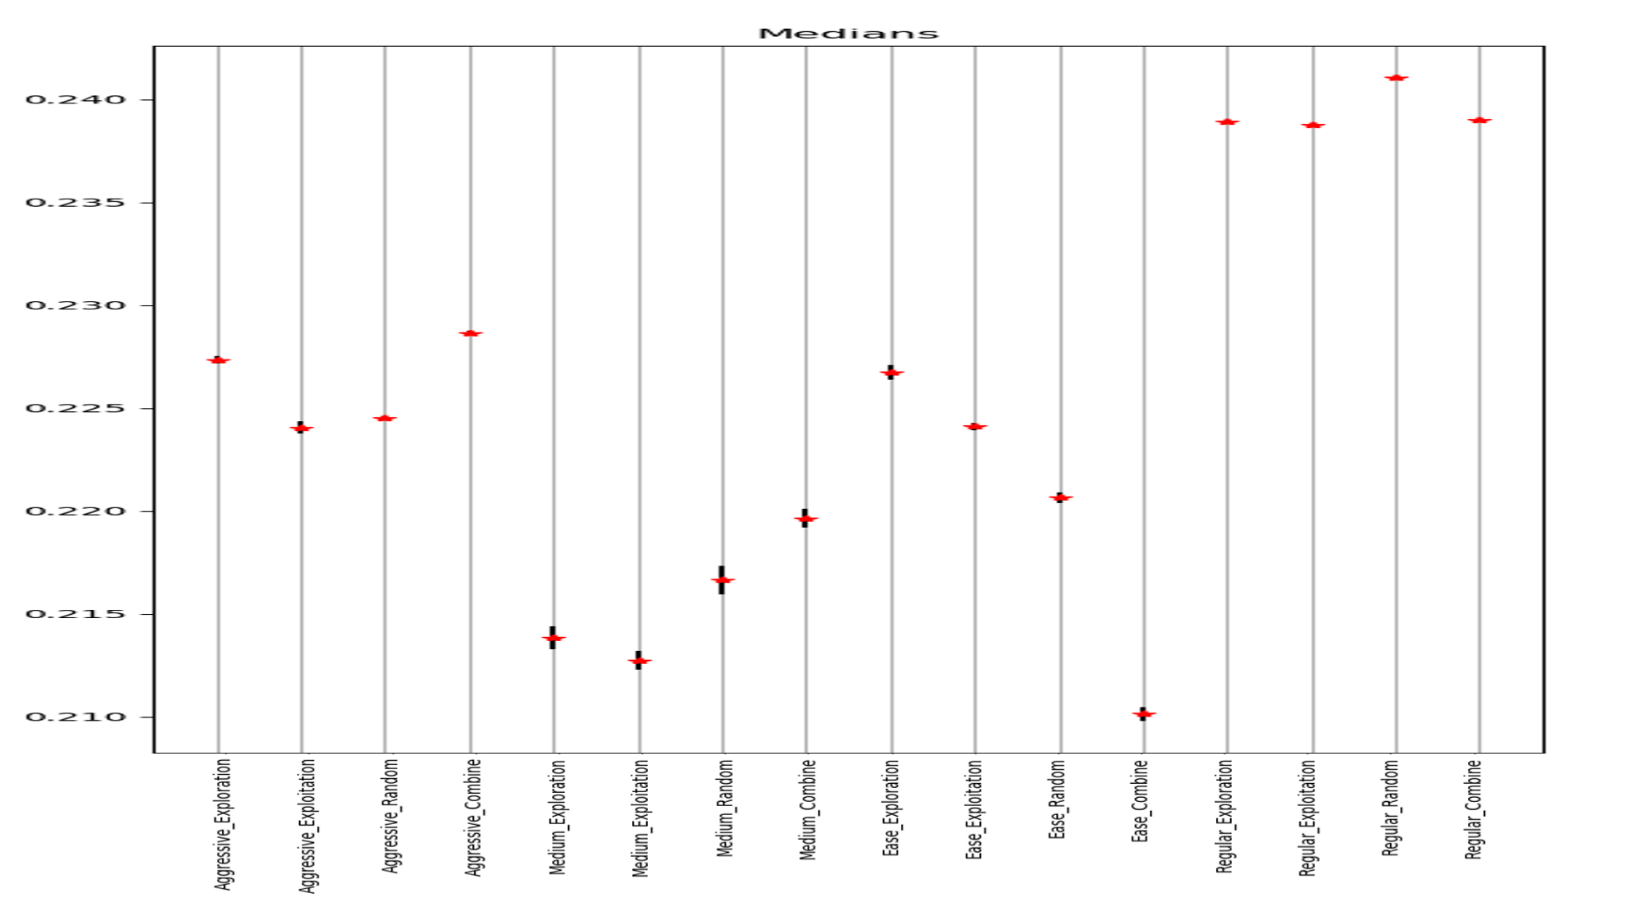 Medians
0.240
0.235
0.230
0.225
0.220
0.215
0.210
Aggressive_Exploration
Aggressive_Exploitation
Aggressive_Random
Aggressive_Combine
Medium_Exploration
Medium_Exploitation
Medium_Random
Medium_Combine
Ease_Exploration
Ease_Exploitation
Ease_Random
Ease_Combine
Regular_Exploration
Regular_Exploitation
Regular_Random
Regular_Combine